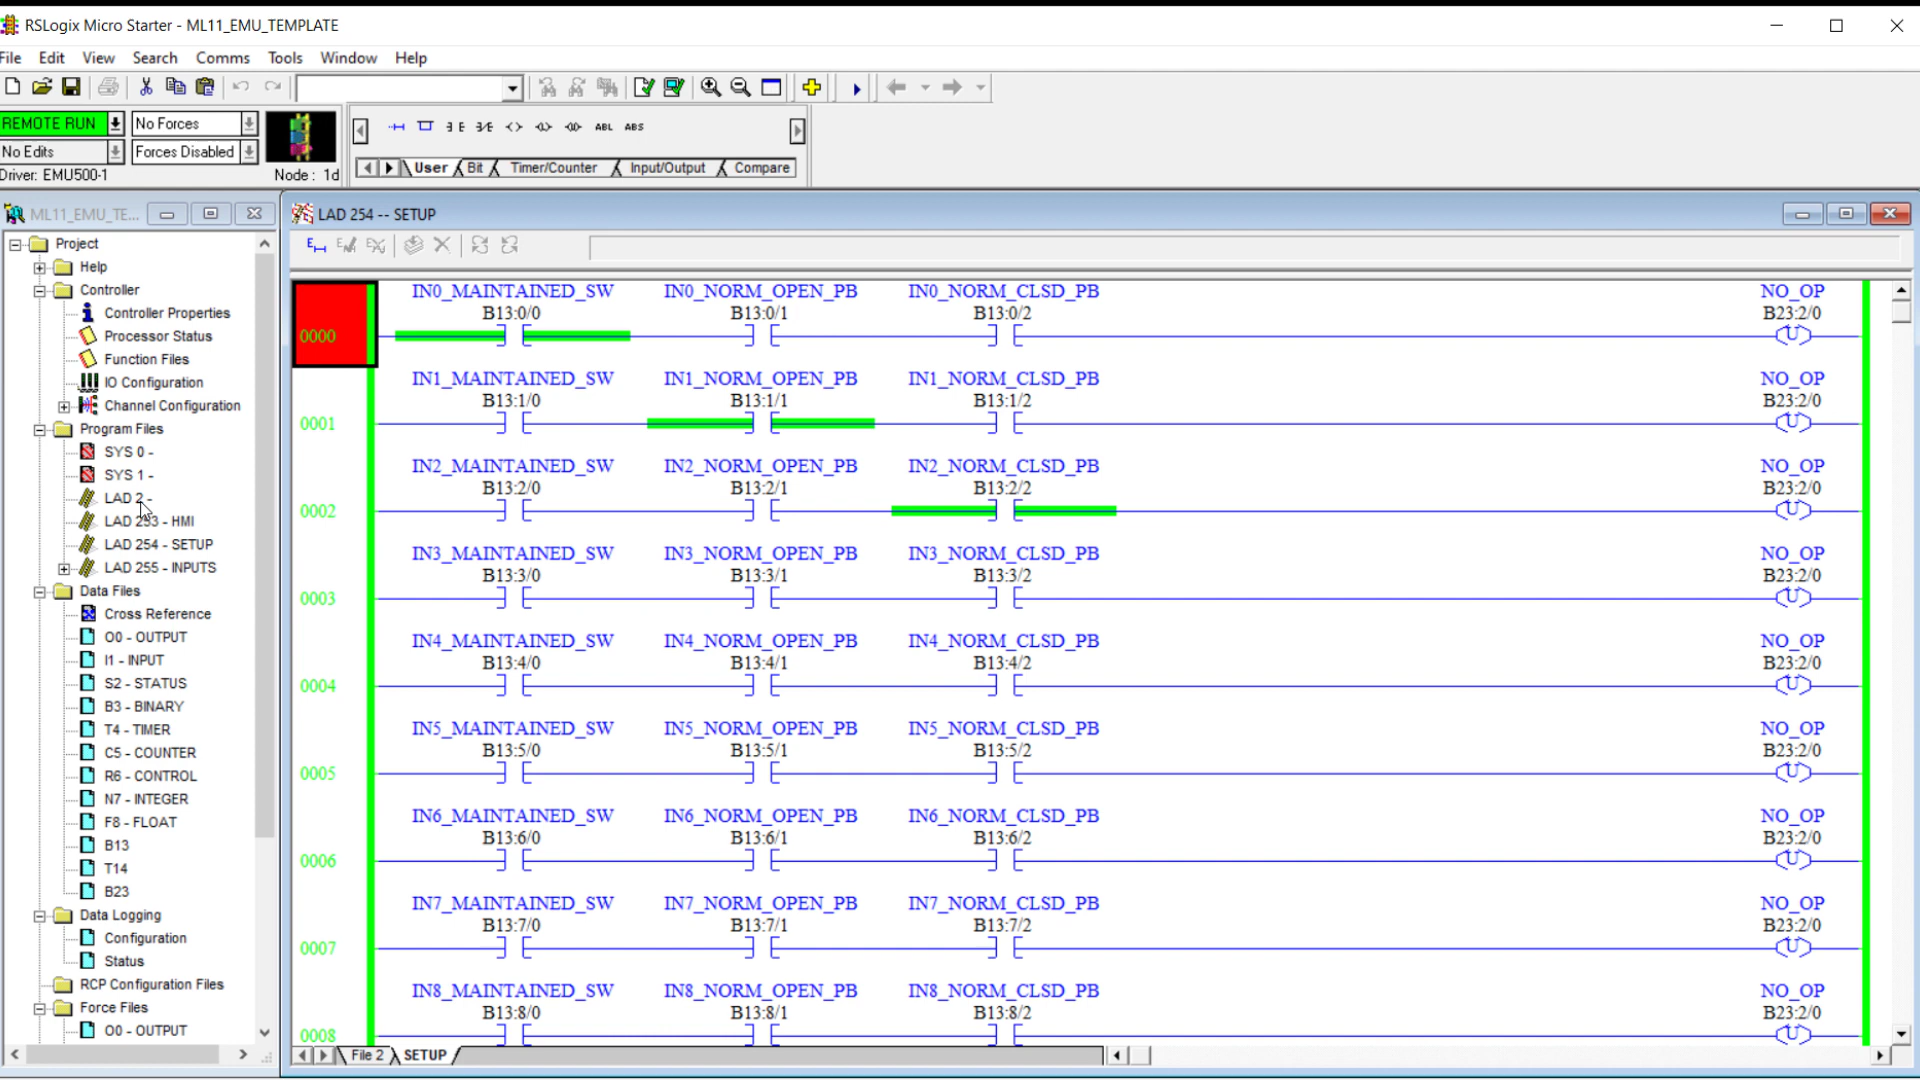 RSLogix Micro Starter - ML11_EMU_TEMPLATE
File Edit View Search Comms Tools Window Help
REMOTE RUN No Forces
No Edits Forces Disabled
Driver: EMU500-1 Node : 1d
ABL ABS
User Bit Timer/Counter Input/Output Compare
ML11_EMU_TE...
Project
Help
Controller
Controller Properties
Processor Status
Function Files
IO Configuration
Channel Configuration
Program Files
SYS 0 -
SYS 1 -
LAD 2 -
LAD 253 - HMI
LAD 254 - SETUP
LAD 255 - INPUTS
Data Files
Cross Reference
O0 - OUTPUT
I1 - INPUT
S2 - STATUS
B3 - BINARY
T4 - TIMER
C5 - COUNTER
R6 - CONTROL
N7 - INTEGER
F8 - FLOAT
B13
T14
B23
Data Logging
Configuration
Status
RCP Configuration Files
Force Files
O0 - OUTPUT
LAD 254 -- SETUP
IN0_MAINTAINED_SW IN0_NORM_OPEN_PB IN0_NORM_CLSD_PB NO_OP
B13:0/0 B13:0/1 B13:0/2 B23:2/0
0000 U
IN1_MAINTAINED_SW IN1_NORM_OPEN_PB IN1_NORM_CLSD_PB NO_OP
B13:1/0 B13:1/1 B13:1/2 B23:2/0
0001 U
IN2_MAINTAINED_SW IN2_NORM_OPEN_PB IN2_NORM_CLSD_PB NO_OP
B13:2/0 B13:2/1 B13:2/2 B23:2/0
0002 U
IN3_MAINTAINED_SW IN3_NORM_OPEN_PB IN3_NORM_CLSD_PB NO_OP
B13:3/0 B13:3/1 B13:3/2 B23:2/0
0003 U
IN4_MAINTAINED_SW IN4_NORM_OPEN_PB IN4_NORM_CLSD_PB NO_OP
B13:4/0 B13:4/1 B13:4/2 B23:2/0
0004 U
IN5_MAINTAINED_SW IN5_NORM_OPEN_PB IN5_NORM_CLSD_PB NO_OP
B13:5/0 B13:5/1 B13:5/2 B23:2/0
0005 U
IN6_MAINTAINED_SW IN6_NORM_OPEN_PB IN6_NORM_CLSD_PB NO_OP
B13:6/0 B13:6/1 B13:6/2 B23:2/0
0006 U
IN7_MAINTAINED_SW IN7_NORM_OPEN_PB IN7_NORM_CLSD_PB NO_OP
B13:7/0 B13:7/1 B13:7/2 B23:2/0
0007 U
IN8_MAINTAINED_SW IN8_NORM_OPEN_PB IN8_NORM_CLSD_PB NO_OP
B13:8/0 B13:8/1 B13:8/2 B23:2/0
0008 U
File 2 SETUP